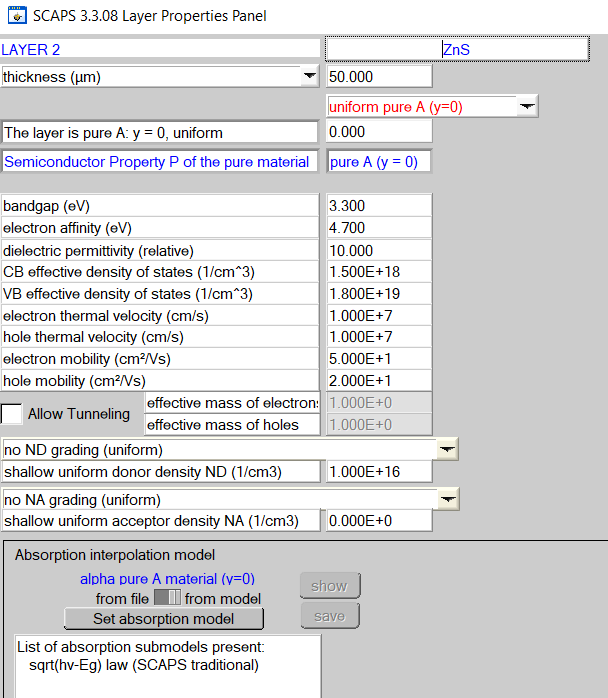 SCAPS 3.3.08 Layer Properties Panel
LAYER 2 ZnS
thickness (µm) 50.000
uniform pure A (y=0)
The layer is pure A: y = 0, uniform 0.000
Semiconductor Property P of the pure material pure A (y = 0)
bandgap (eV) 3.300
electron affinity (eV) 4.700
dielectric permittivity (relative) 10.000
CB effective density of states (1/cm^3) 1.500E+18
VB effective density of states (1/cm^3) 1.800E+19
electron thermal velocity (cm/s) 1.000E+7
hole thermal velocity (cm/s) 1.000E+7
electron mobility (cm²/Vs) 5.000E+1
hole mobility (cm²/Vs) 2.000E+1
effective mass of electrons 1.000E+0
Allow Tunneling
effective mass of holes 1.000E+0
no ND grading (uniform)
shallow uniform donor density ND (1/cm3) 1.000E+16
no NA grading (uniform)
shallow uniform acceptor density NA (1/cm3) 0.000E+0
Absorption interpolation model
alpha pure A material (y=0) show
from file from model
Set absorption model save
List of absorption submodels present:
sqrt(hv-Eg) law (SCAPS traditional)